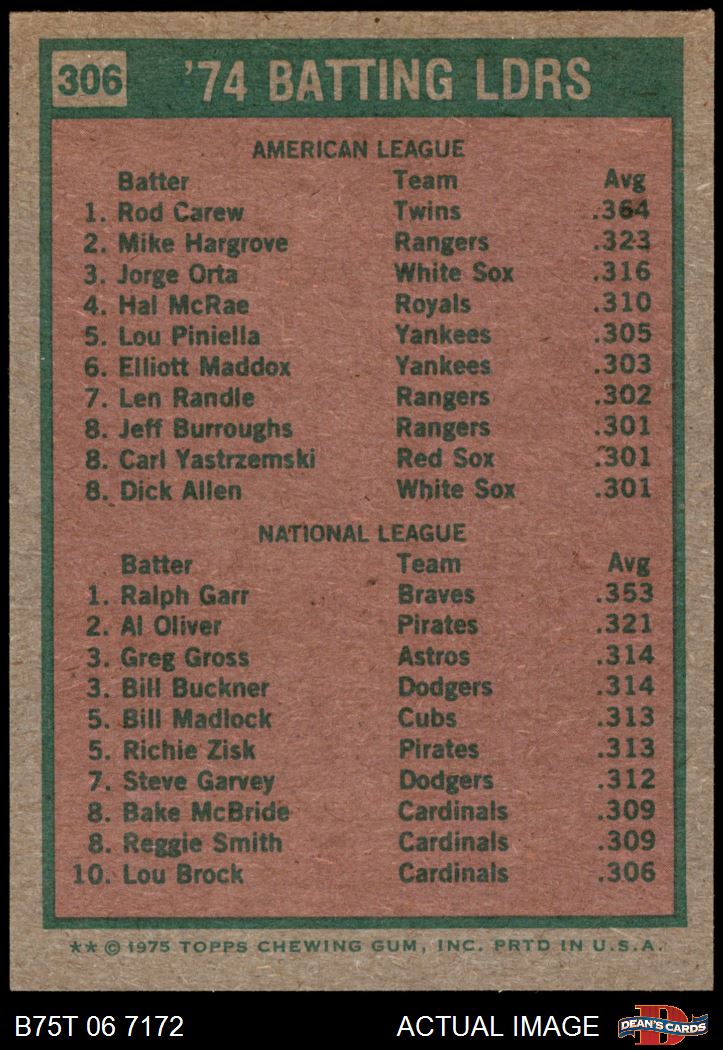 306 '74 BATTING LDRS
AMERICAN LEAGUE
Batter Team Avg
1. Rod Carew Twins .364
2. Mike Hargrove Rangers .323
3. Jorge Orta White Sox .316
4. Hal McRae Royals .310
5. Lou Piniella Yankees .305
6. Elliott Maddox Yankees .303
7. Len Randle Rangers .302
8. Jeff Burroughs Rangers .301
8. Carl Yastrzemski Red Sox .301
8. Dick Allen White Sox .301
NATIONAL LEAGUE
Batter Team Avg
1. Ralph Garr Braves .353
2. Al Oliver Pirates .321
3. Greg Gross Astros .314
3. Bill Buckner Dodgers .314
5. Bill Madlock Cubs .313
5. Richie Zisk Pirates .313
7. Steve Garvey Dodgers .312
8. Bake McBride Cardinals .309
8. Reggie Smith Cardinals .309
10. Lou Brock Cardinals .306
** © 1975 TOPPS CHEWING GUM, INC. PRTD IN U.S.A.
B75T 06 7172 ACTUAL IMAGE D DEAN'S CARDS